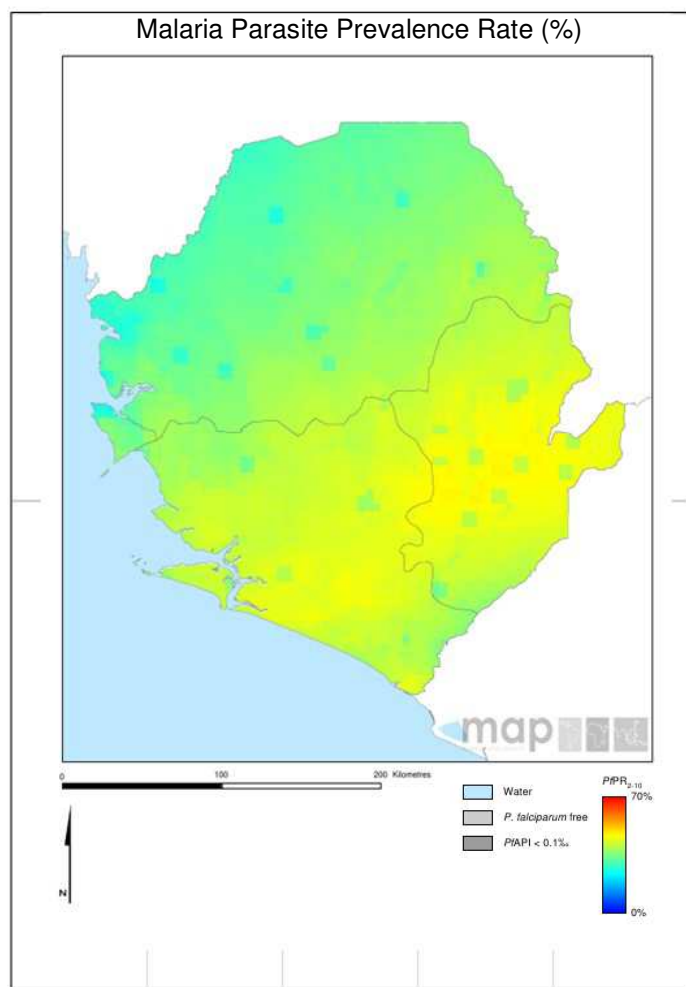 Malaria Parasite Prevalence Rate (%)
map
0 100 200 Kilometres
N
Water
P. falciparum free
PfAPI < 0.1‰
PfPR2-10
70%
0%